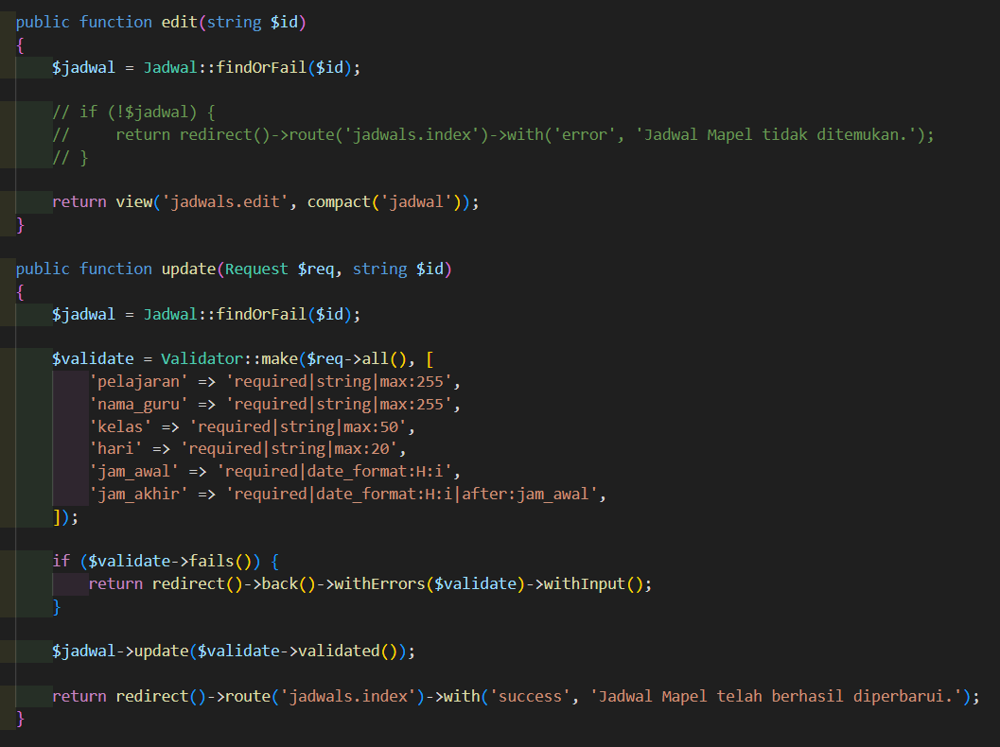 public function edit(string $id)
{
    $jadwal = Jadwal::findOrFail($id);

    // if (!$jadwal) {
    //     return redirect()->route('jadwals.index')->with('error', 'Jadwal Mapel tidak ditemukan.');
    // }

    return view('jadwals.edit', compact('jadwal'));
}

public function update(Request $req, string $id)
{
    $jadwal = Jadwal::findOrFail($id);

    $validate = Validator::make($req->all(), [
        'pelajaran' => 'required|string|max:255',
        'nama_guru' => 'required|string|max:255',
        'kelas' => 'required|string|max:50',
        'hari' => 'required|string|max:20',
        'jam_awal' => 'required|date_format:H:i',
        'jam_akhir' => 'required|date_format:H:i|after:jam_awal',
    ]);

    if ($validate->fails()) {
        return redirect()->back()->withErrors($validate)->withInput();
    }

    $jadwal->update($validate->validated());

    return redirect()->route('jadwals.index')->with('success', 'Jadwal Mapel telah berhasil diperbarui.');
}